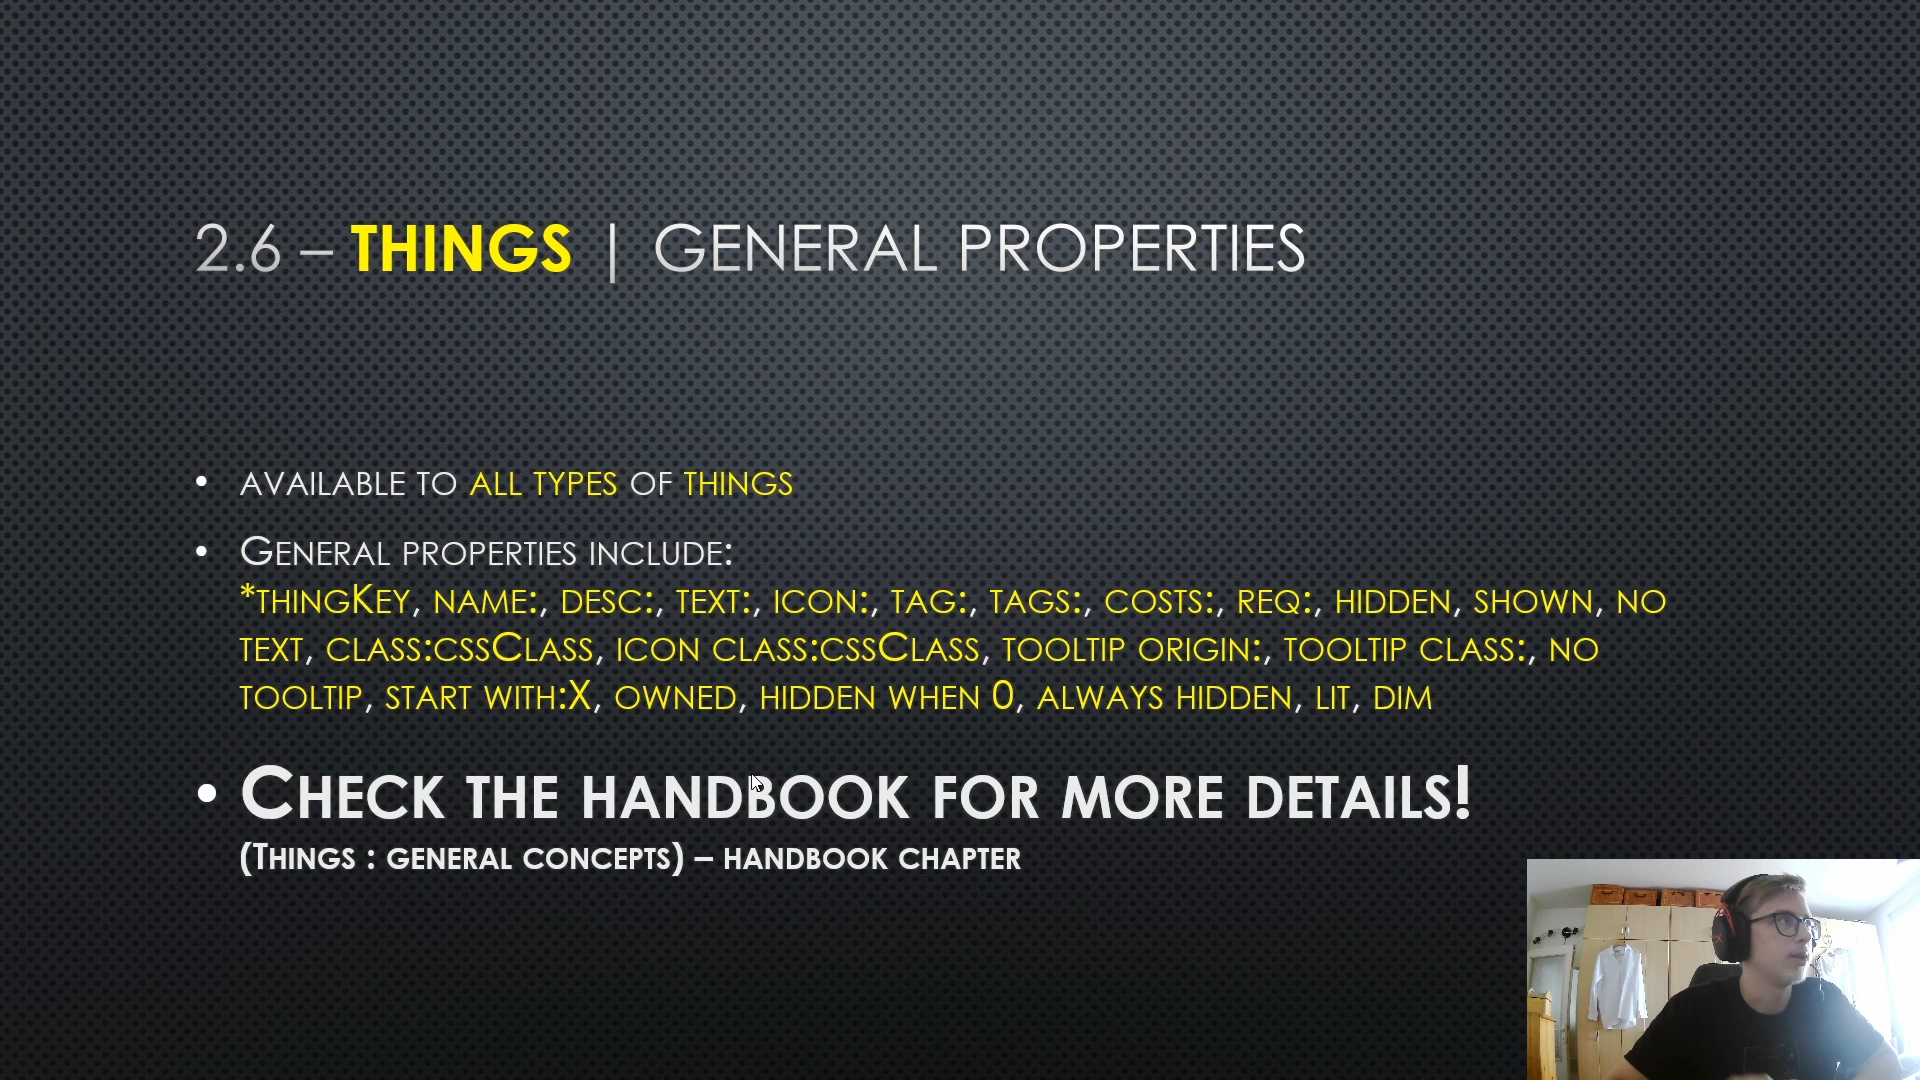 2.6 – THINGS | GENERAL PROPERTIES
• AVAILABLE TO ALL TYPES OF THINGS
• GENERAL PROPERTIES INCLUDE:
*THINGKEY, NAME:, DESC:, TEXT:, ICON:, TAG:, TAGS:, COSTS:, REQ:, HIDDEN, SHOWN, NO
TEXT, CLASS:CSSCLASS, ICON CLASS:CSSCLASS, TOOLTIP ORIGIN:, TOOLTIP CLASS:, NO
TOOLTIP, START WITH:X, OWNED, HIDDEN WHEN 0, ALWAYS HIDDEN, LIT, DIM
• CHECK THE HANDBOOK FOR MORE DETAILS!
(THINGS : GENERAL CONCEPTS) – HANDBOOK CHAPTER